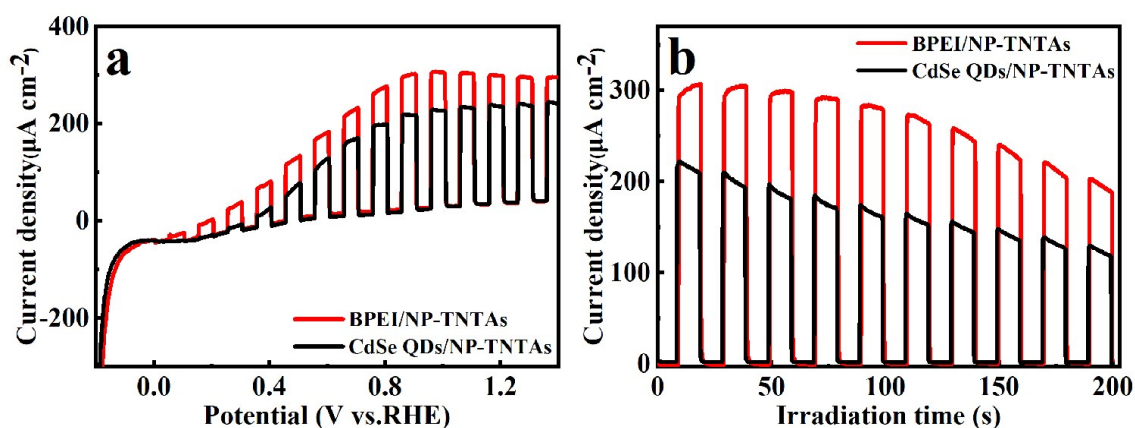 a
400
200
0
-200
Current density(μA cm⁻²)
BPEI/NP-TNTAs
CdSe QDs/NP-TNTAs
0.0 0.4 0.8 1.2
Potential (V vs.RHE)
b
BPEI/NP-TNTAs
CdSe QDs/NP-TNTAs
300
200
100
0
Current density(μA cm⁻²)
0 50 100 150 200
Irradiation time (s)